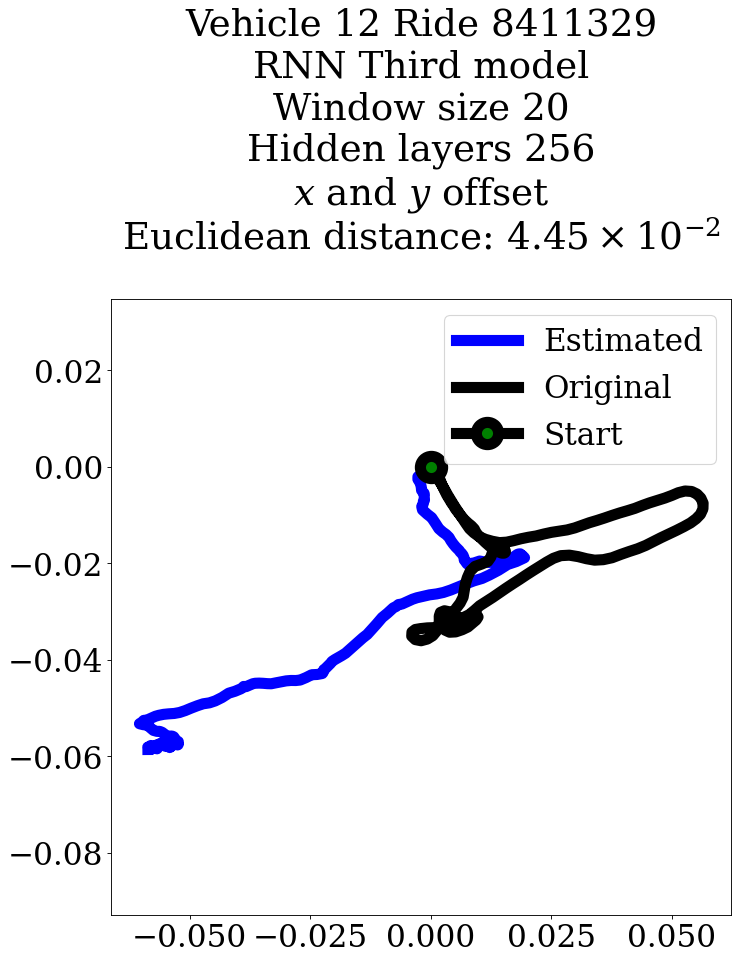 Vehicle 12 Ride 8411329
RNN Third model
Window size 20
Hidden layers 256
x and y offset
Euclidean distance: 4.45 × 10⁻²
Estimated
Original
Start
0.02
0.00
−0.02
−0.04
−0.06
−0.08
−0.050 −0.025 0.000 0.025 0.050